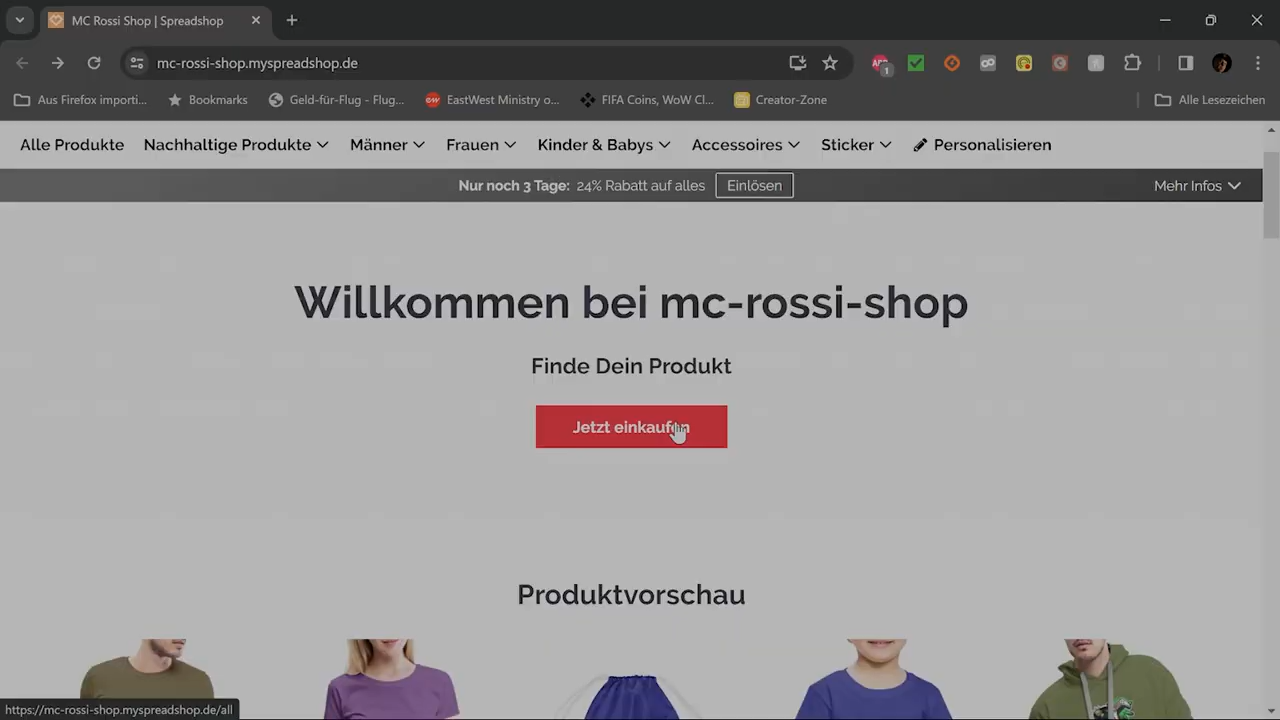 MC Rossi Shop | Spreadshop
mc-rossi-shop.myspreadshop.de
1
Aus Firefox importi...
Bookmarks
Geld-für-Flug - Flug...
EastWest Ministry o...
FIFA Coins, WoW Cl...
Creator-Zone
Alle Lesezeichen
Alle Produkte
Nachhaltige Produkte
Männer
Frauen
Kinder & Babys
Accessoires
Sticker
Personalisieren
Nur noch 3 Tage: 24% Rabatt auf alles
Einlösen
Mehr Infos
Willkommen bei mc-rossi-shop
Finde Dein Produkt
Jetzt einkaufen
Produktvorschau
https://mc-rossi-shop.myspreadshop.de/all